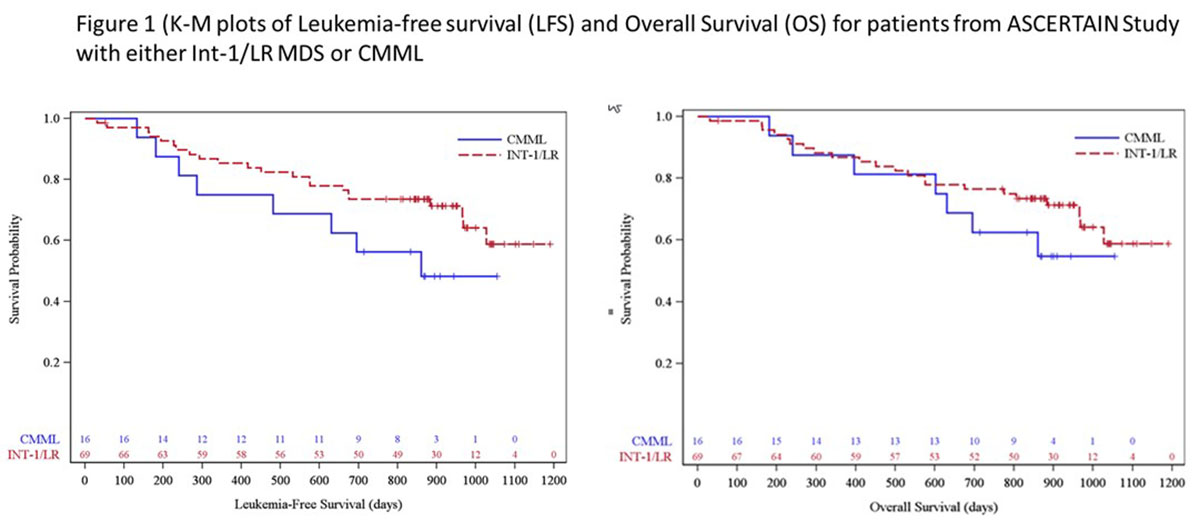 Figure 1 (K-M plots of Leukemia-free survival (LFS) and Overall Survival (OS) for patients from ASCERTAIN Study
with either Int-1/LR MDS or CMML
1.0
0.8
0.6
0.4
0.2
Survival Probability
CMML
INT-1/LR
CMML 16 16 14 12 12 11 11 9 8 3 1 0
INT-1/LR 69 66 63 59 58 56 53 50 49 30 12 4 0
0 100 200 300 400 500 600 700 800 900 1000 1100 1200
Leukemia-Free Survival (days)
1.0
0.8
0.6
0.4
0.2
Survival Probability
CMML
INT-1/LR
CMML 16 16 15 14 13 13 13 10 9 4 1 0
INT-1/LR 69 67 64 60 59 57 53 52 50 30 12 4 0
0 100 200 300 400 500 600 700 800 900 1000 1100 1200
Overall Survival (days)